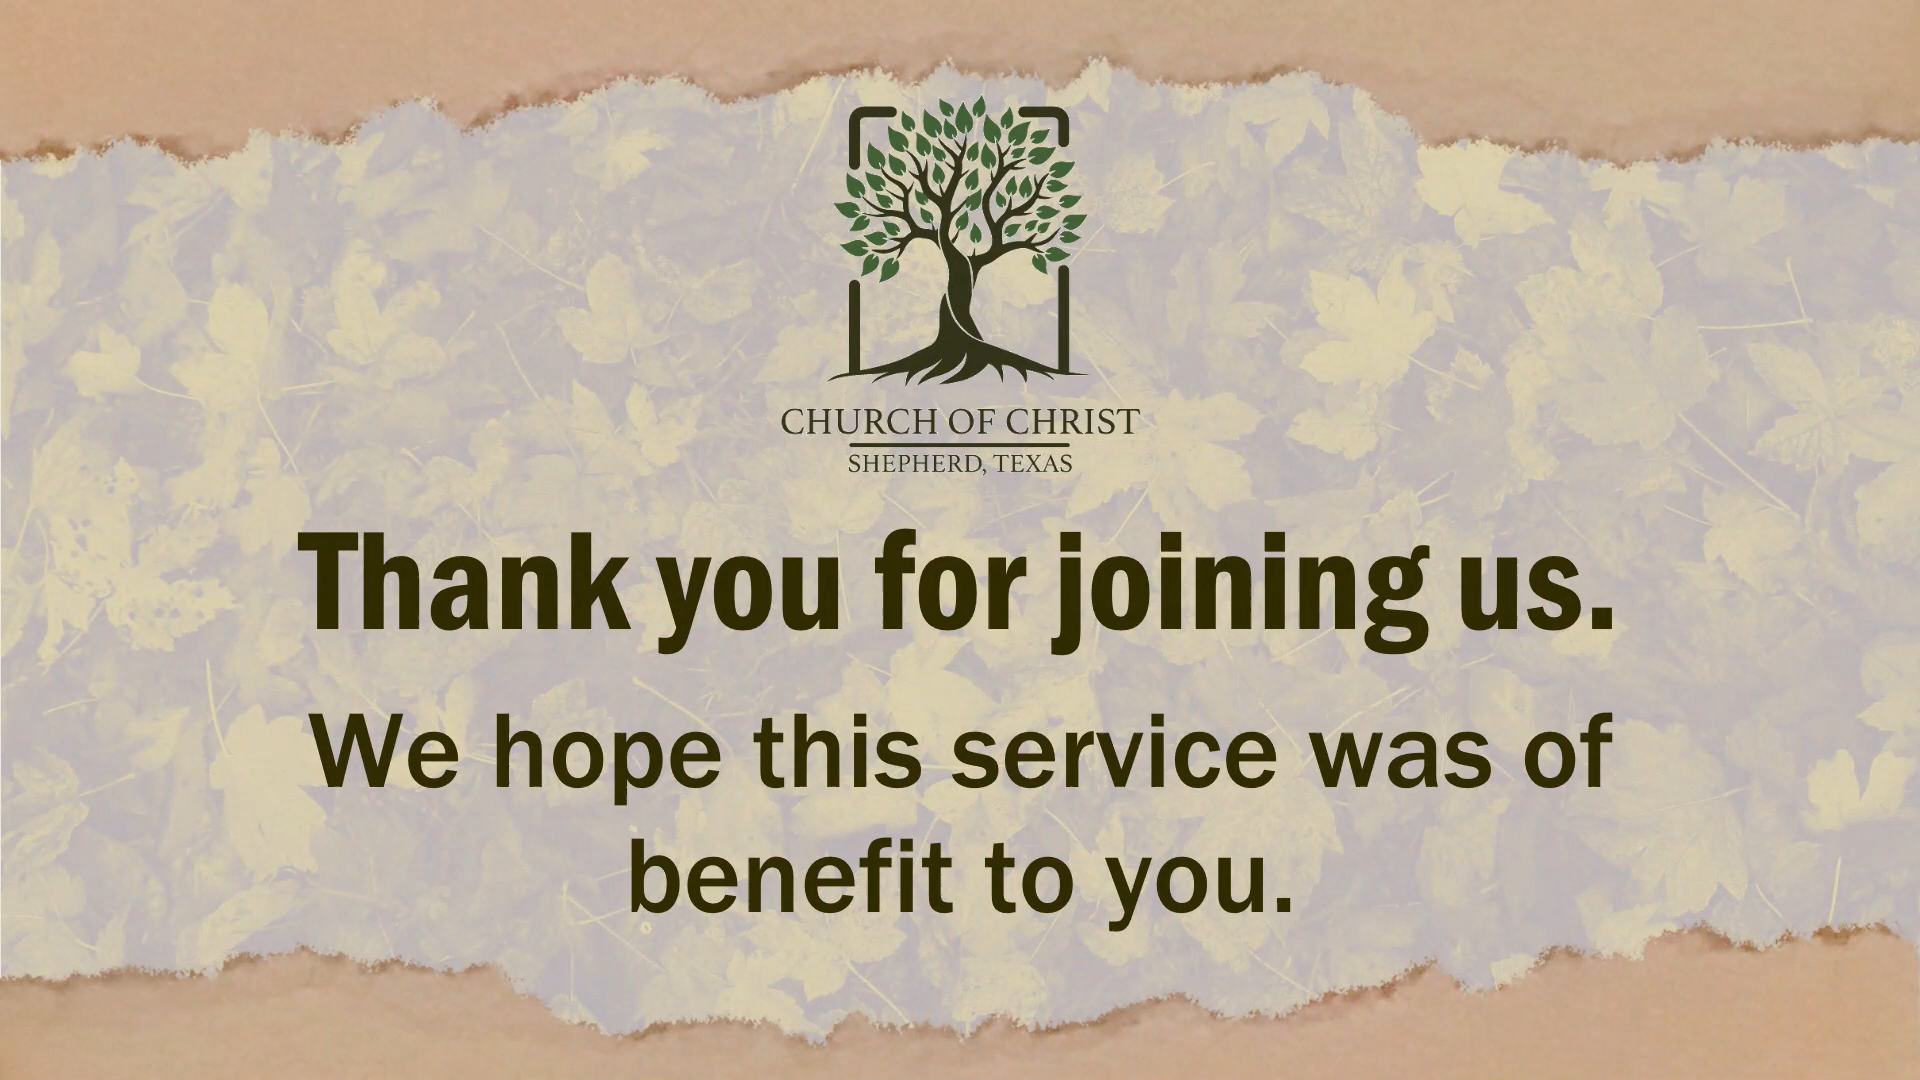 CHURCH OF CHRIST
SHEPHERD, TEXAS
Thank you for joining us.
We hope this service was of
benefit to you.